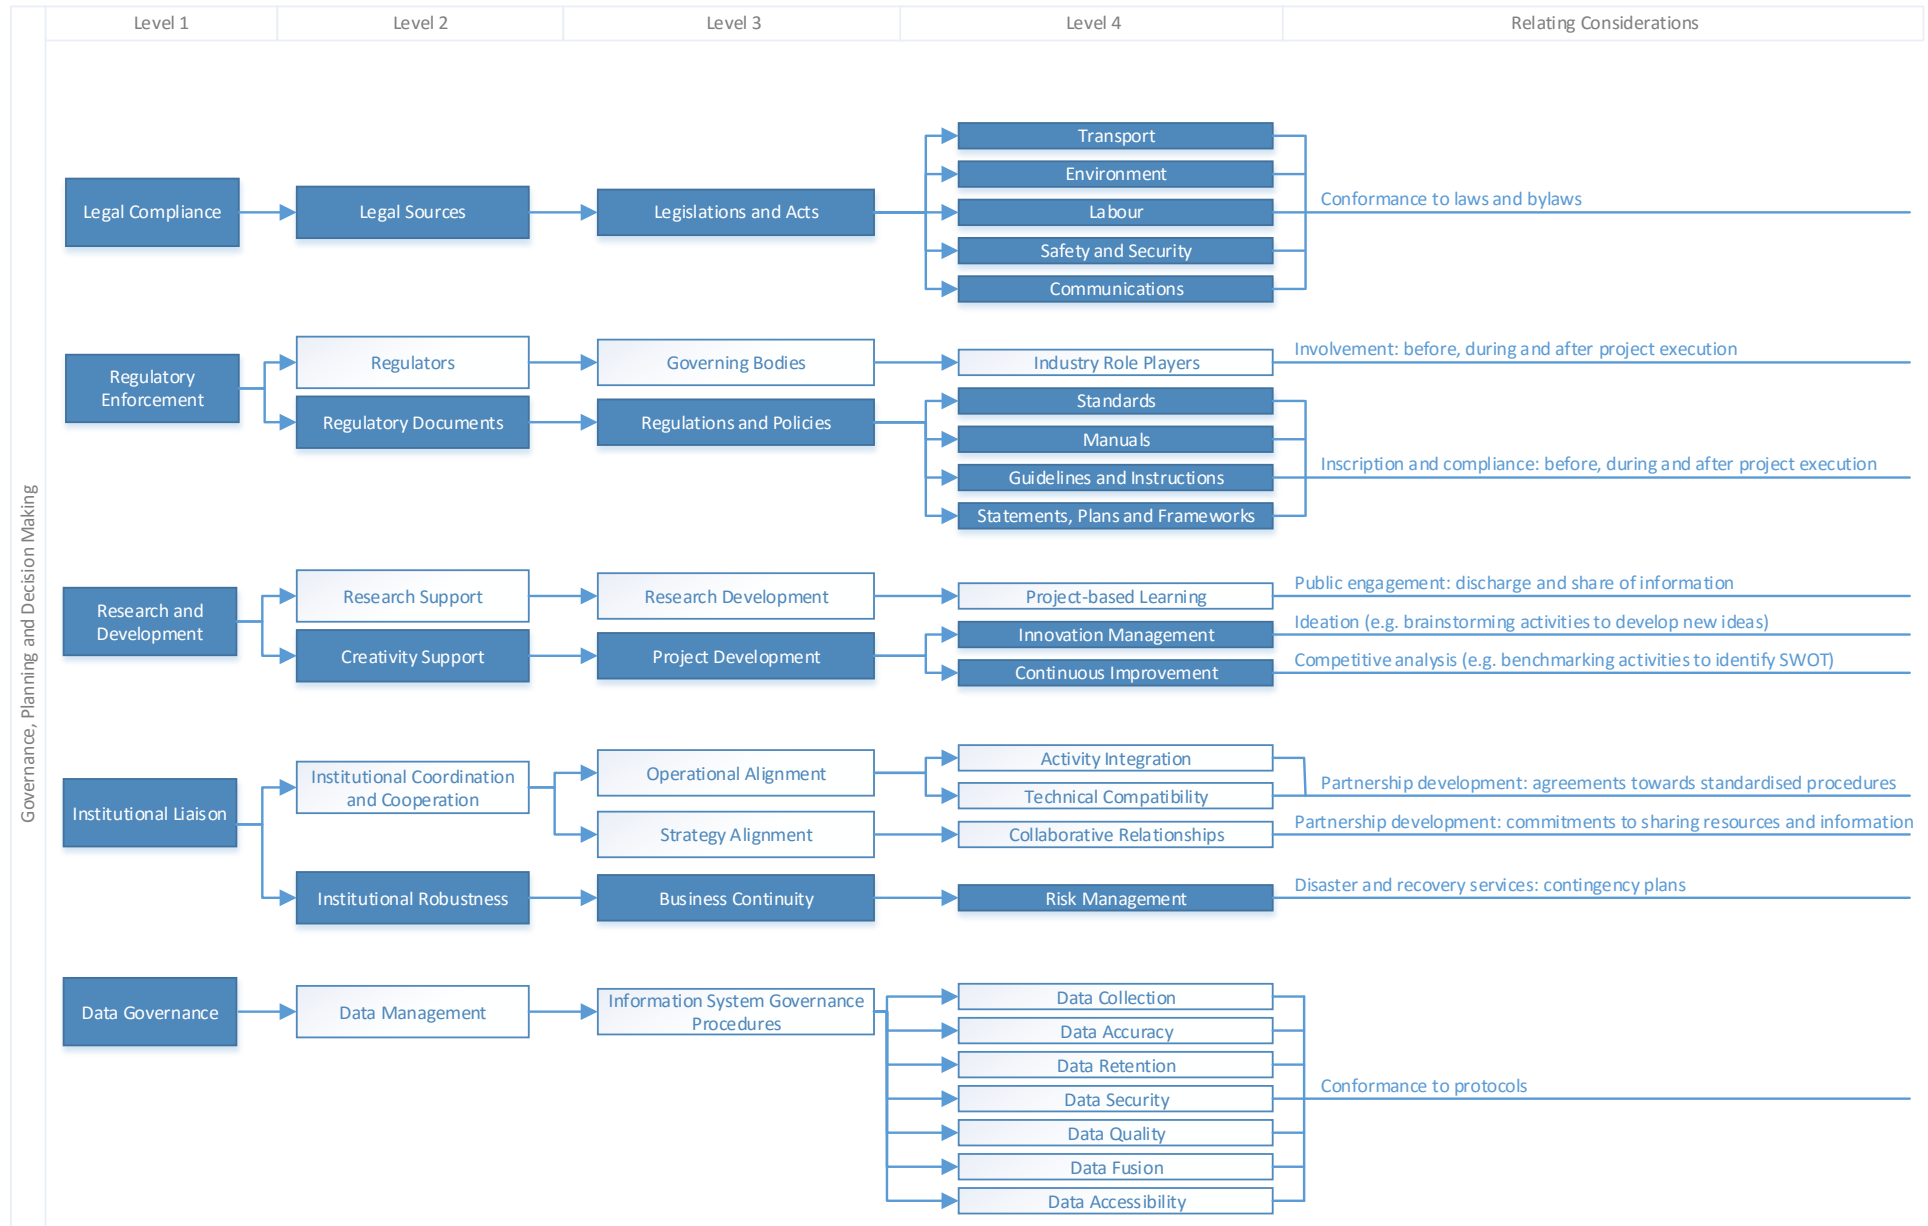 Level 1
Level 2
Level 3
Level 4
Relating Considerations
Governance, Planning and Decision Making
Legal Compliance
Legal Sources
Legislations and Acts
Transport
Environment
Labour
Safety and Security
Communications
Conformance to laws and bylaws
Regulatory
Enforcement
Regulators
Governing Bodies
Industry Role Players
Involvement: before, during and after project execution
Regulatory Documents
Regulations and Policies
Standards
Manuals
Guidelines and Instructions
Statements, Plans and Frameworks
Inscription and compliance: before, during and after project execution
Research and
Development
Research Support
Research Development
Project-based Learning
Public engagement: discharge and share of information
Creativity Support
Project Development
Innovation Management
Ideation (e.g. brainstorming activities to develop new ideas)
Continuous Improvement
Competitive analysis (e.g. benchmarking activities to identify SWOT)
Institutional Liaison
Institutional Coordination
and Cooperation
Operational Alignment
Activity Integration
Technical Compatibility
Partnership development: agreements towards standardised procedures
Strategy Alignment
Collaborative Relationships
Partnership development: commitments to sharing resources and information
Institutional Robustness
Business Continuity
Risk Management
Disaster and recovery services: contingency plans
Data Governance
Data Management
Information System Governance
Procedures
Data Collection
Data Accuracy
Data Retention
Data Security
Data Quality
Data Fusion
Data Accessibility
Conformance to protocols